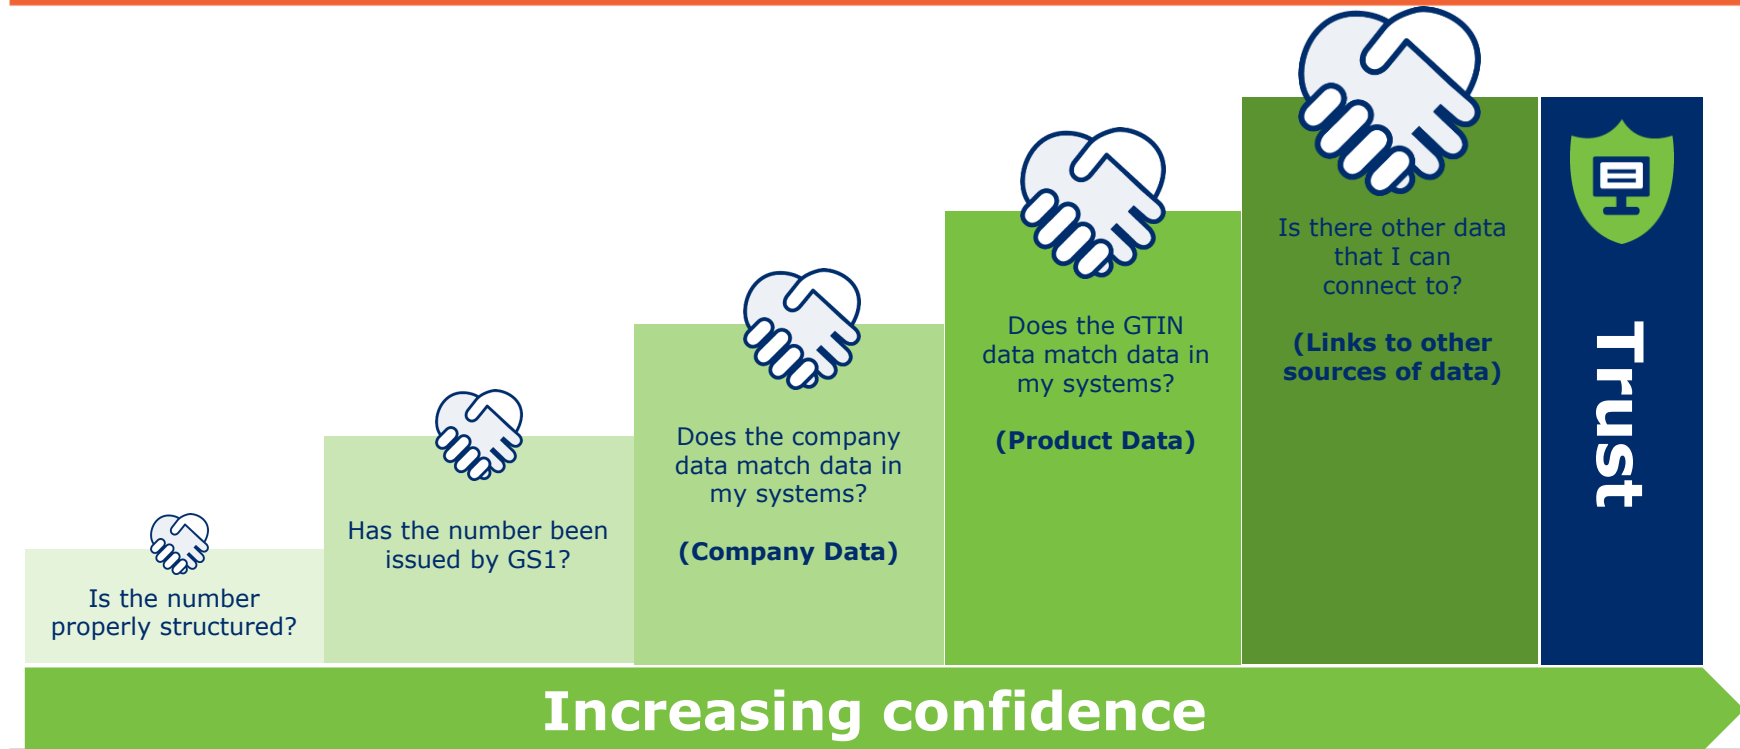 Is the number
properly structured?
Has the number been
issued by GS1?
Does the company
data match data in
my systems?
(Company Data)
Does the GTIN
data match data in
my systems?
(Product Data)
Is there other data
that I can
connect to?
(Links to other
sources of data)
Trust
Increasing confidence